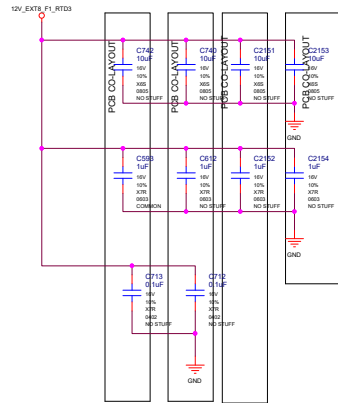 12V_EXT8_F1_RTD3
PCB CO-LAYOUT
C742
10uF
16V
10%
X6S
0805
NO STUFF
PCB CO-LAYOUT
C740
10uF
16V
10%
X6S
0805
NO STUFF
PCB CO-LAYOUT
C2151
10uF
16V
10%
X6S
0805
NO STUFF
PCB CO-LAYOUT
C2153
10uF
16V
10%
X6S
0805
NO STUFF
GND
C593
1uF
16V
10%
X7R
0603
COMMON
C612
1uF
16V
10%
X7R
0603
NO STUFF
C2152
1uF
16V
10%
X7R
0603
NO STUFF
C2154
1uF
16V
10%
X7R
0603
NO STUFF
GND
C713
0.1uF
16V
10%
X7R
0402
NO STUFF
C712
0.1uF
16V
10%
X7R
0402
NO STUFF
GND